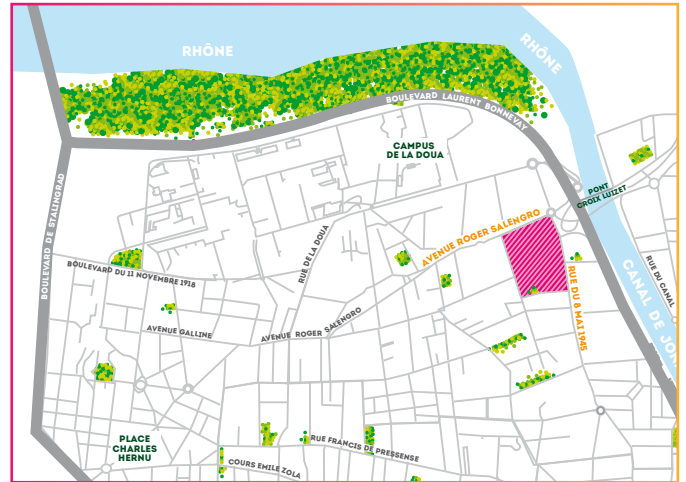 RHÔNE
RHÔNE
BOULEVARD LAURENT BONNEVAY
CAMPUS
DE LA DOUA
PONT
CROIX LUIZET
BOULEVARD DE STALINGRAD
AVENUE ROGER SALENGRO
RUE DE LA DOUA
RUE DU CANAL
BOULEVARD DU 11 NOVEMBRE 1918
RUE DU 8 MAI 1945
CANAL DE JON
AVENUE GALLINE
AVENUE ROGER SALENGRO
PLACE
CHARLES
HERNU
RUE FRANCIS DE PRESSENSE
COURS EMILE ZOLA